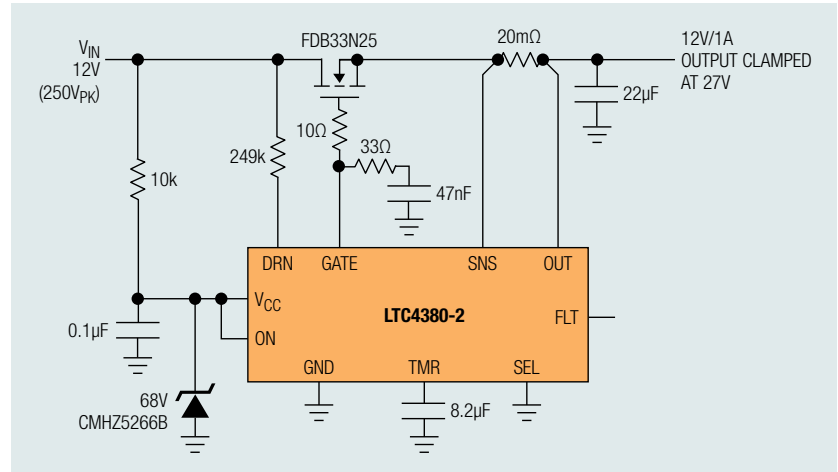 V_IN
12V
(250V_PK)
FDB33N25
20mΩ
12V/1A
OUTPUT CLAMPED
AT 27V
22µF
10Ω
33Ω
249k
10k
47nF
DRN
GATE
SNS
OUT
V_CC
0.1µF
LTC4380-2
FLT
ON
GND
TMR
SEL
68V
CMHZ5266B
8.2µF